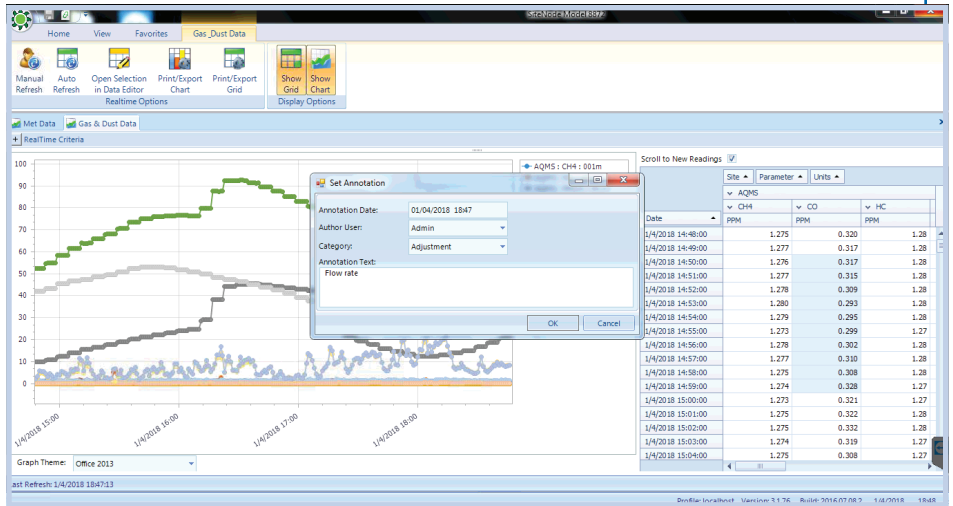 SiteNode Model 8872
Home View Favorites Gas_Dust Data
Manual Refresh
Auto Refresh
Open Selection in Data Editor
Print/Export Chart
Print/Export Grid
Show Grid
Show Chart
Realtime Options
Display Options
Met Data
Gas & Dust Data
+ RealTime Criteria
100
90
80
70
60
50
40
30
20
10
0
1/4/2018 15:00
1/4/2018 16:00
1/4/2018 17:00
1/4/2018 18:00
AQMS : CH4 : 001m
Graph Theme: Office 2013
Set Annotation
Annotation Date: 01/04/2018 18:47
Author User: Admin
Category: Adjustment
Annotation Text:
Flow rate
OK Cancel
Scroll to New Readings
Site Parameter Units
AQMS
CH4 CO HC
Date PPM PPM PPM
1/4/2018 14:48:00 1.275 0.320 1.28
1/4/2018 14:49:00 1.277 0.317 1.28
1/4/2018 14:50:00 1.276 0.317 1.28
1/4/2018 14:51:00 1.277 0.315 1.28
1/4/2018 14:52:00 1.278 0.309 1.28
1/4/2018 14:53:00 1.280 0.293 1.28
1/4/2018 14:54:00 1.279 0.295 1.28
1/4/2018 14:55:00 1.273 0.299 1.27
1/4/2018 14:56:00 1.278 0.302 1.28
1/4/2018 14:57:00 1.277 0.310 1.28
1/4/2018 14:58:00 1.275 0.308 1.28
1/4/2018 14:59:00 1.274 0.328 1.27
1/4/2018 15:00:00 1.273 0.321 1.27
1/4/2018 15:01:00 1.275 0.322 1.28
1/4/2018 15:02:00 1.275 0.332 1.28
1/4/2018 15:03:00 1.274 0.319 1.27
1/4/2018 15:04:00 1.275 0.308 1.27
ast Refresh: 1/4/2018 18:47:13
Profile: localhost Version: 3.1.76 Build: 2016.07.08.2 1/4/2018 18:48